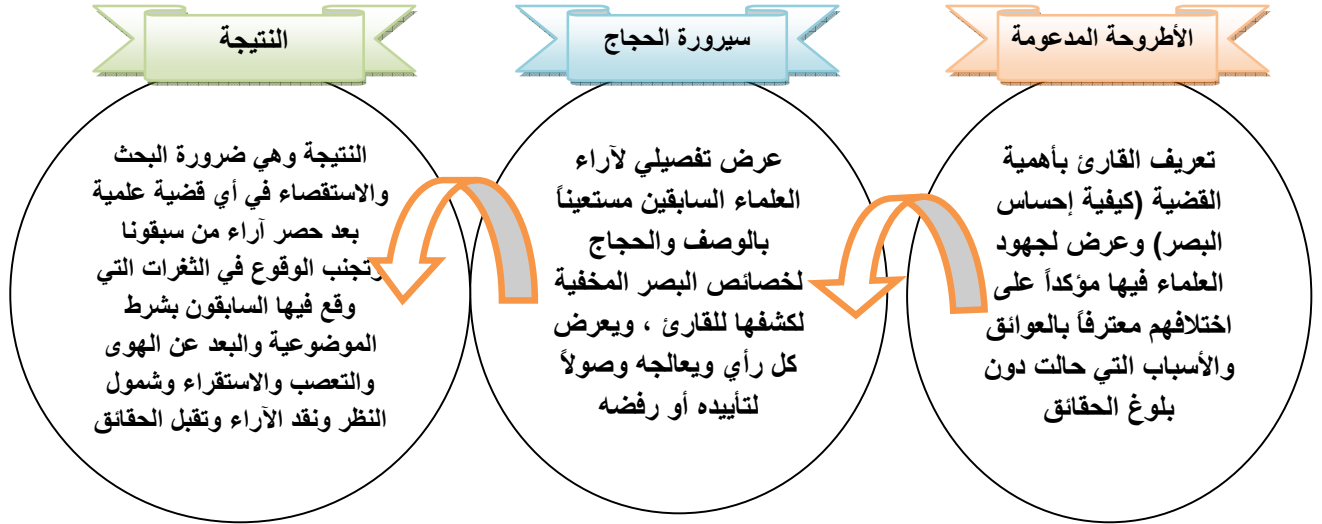 الأطروحة المدعومة
تعريف القارئ بأهمية
القضية (كيفية إحساس
البصر) وعرض لجهود
العلماء فيها مؤكداً على
اختلافهم معترفاً بالعوائق
والأسباب التي حالت دون
بلوغ الحقائق
سيرورة الحجاج
عرض تفصيلي لآراء
العلماء السابقين مستعيناً
بالوصف والحجاج
لخصائص البصر المخفية
لكشفها للقارئ ، ويعرض
كل رأي ويعالجه وصولاً
لتأييده أو رفضه
النتيجة
النتيجة وهي ضرورة البحث
والاستقصاء في أي قضية علمية
بعد حصر آراء من سبقونا
وتجنب الوقوع في الثغرات التي
وقع فيها السابقون بشرط
الموضوعية والبعد عن الهوى
والتعصب والاستقراء وشمول
النظر ونقد الآراء وتقبل الحقائق